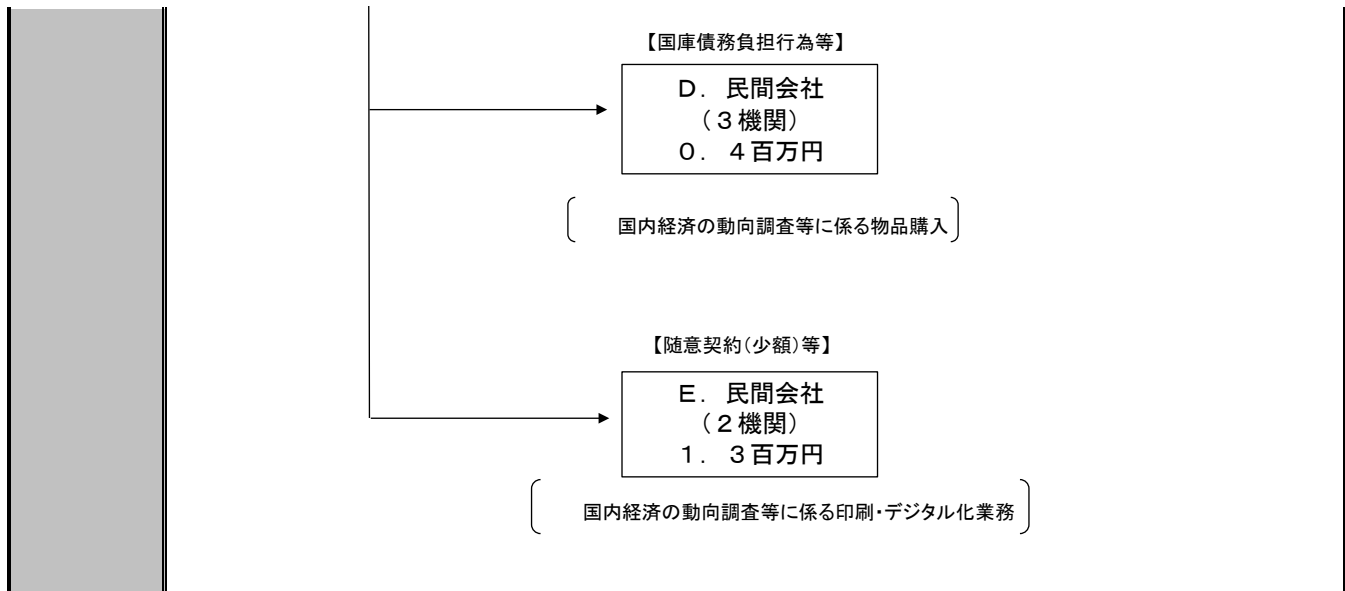 【国庫債務負担行為等】
D．民間会社
（３機関）
０．４百万円
国内経済の動向調査等に係る物品購入
【随意契約（少額）等】
E．民間会社
（２機関）
１．３百万円
国内経済の動向調査等に係る印刷・デジタル化業務